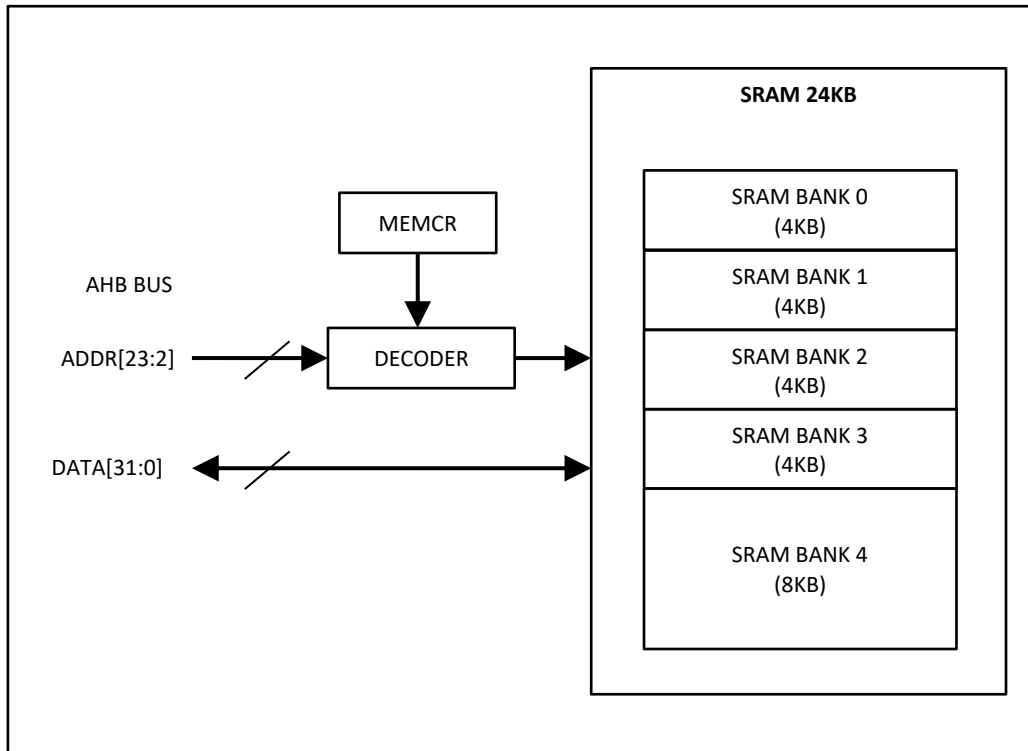 SRAM 24KB
SRAM BANK 0
(4KB)
MEMCR
SRAM BANK 1
(4KB)
AHB BUS
ADDR[23:2]
DECODER
SRAM BANK 2
(4KB)
SRAM BANK 3
(4KB)
DATA[31:0]
SRAM BANK 4
(8KB)